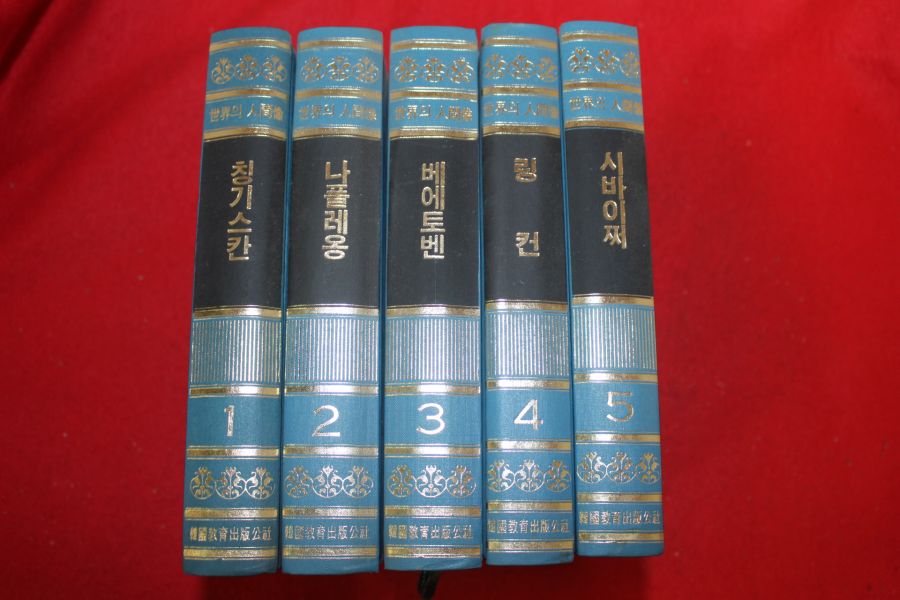 世界의 人間像
칭기스칸
1
韓國敎育出版公社
世界의 人間像
나폴레옹
2
韓國敎育出版公社
世界의 人間像
베에토벤
3
韓國敎育出版公社
世界의 人間像
링컨
4
韓國敎育出版公社
世界의 人間像
시바이쩌
5
韓國敎育出版公社